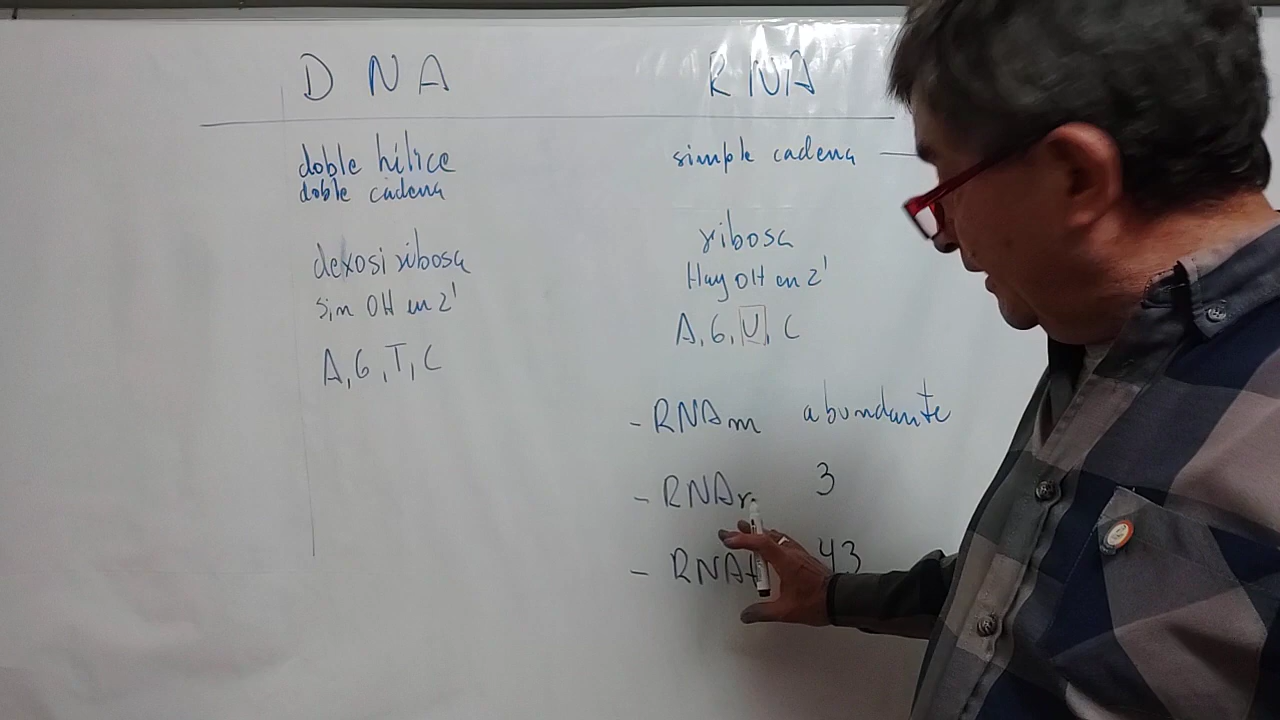 DNA
RNA
doble hílice
doble cadena
simple cadena
dexosi ribosa
sin OH en 2'
ribosa
Hay OH en 2'
A, G, T, C
A, G, U, C
- RNAm abundante
- RNAr 3
- RNAt 43